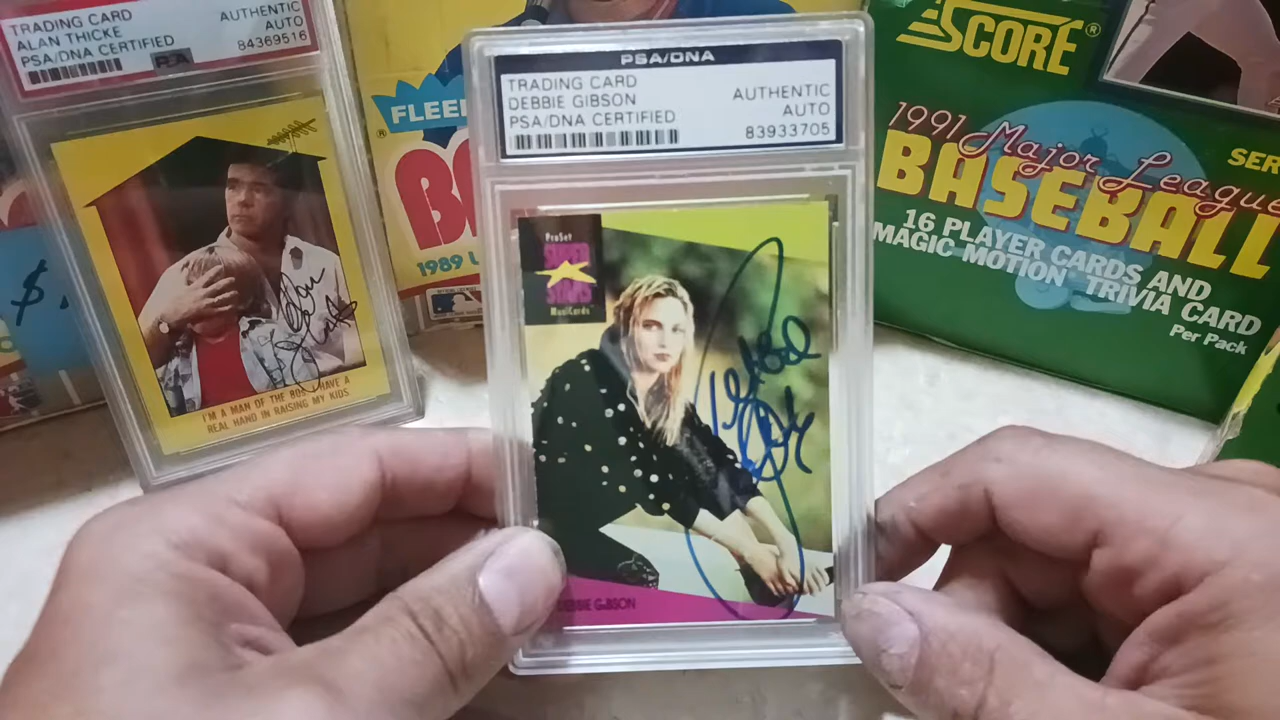 TRADING CARD
ALAN THICKE
PSA/DNA CERTIFIED
AUTHENTIC
AUTO
84369516
I'M A MAN OF THE 80S. I HAVE A
REAL HAND IN RAISING MY KIDS.
FLEER
®
1989
PSA/DNA
TRADING CARD
DEBBIE GIBSON
PSA/DNA CERTIFIED
AUTHENTIC
AUTO
83933705
ProSet
SUPER
STARS
MusiCards
DEBBIE GIBSON
SCORE®
1991 Major League
BASEBALL
16 PLAYER CARDS AND
MAGIC MOTION TRIVIA CARD
Per Pack
$